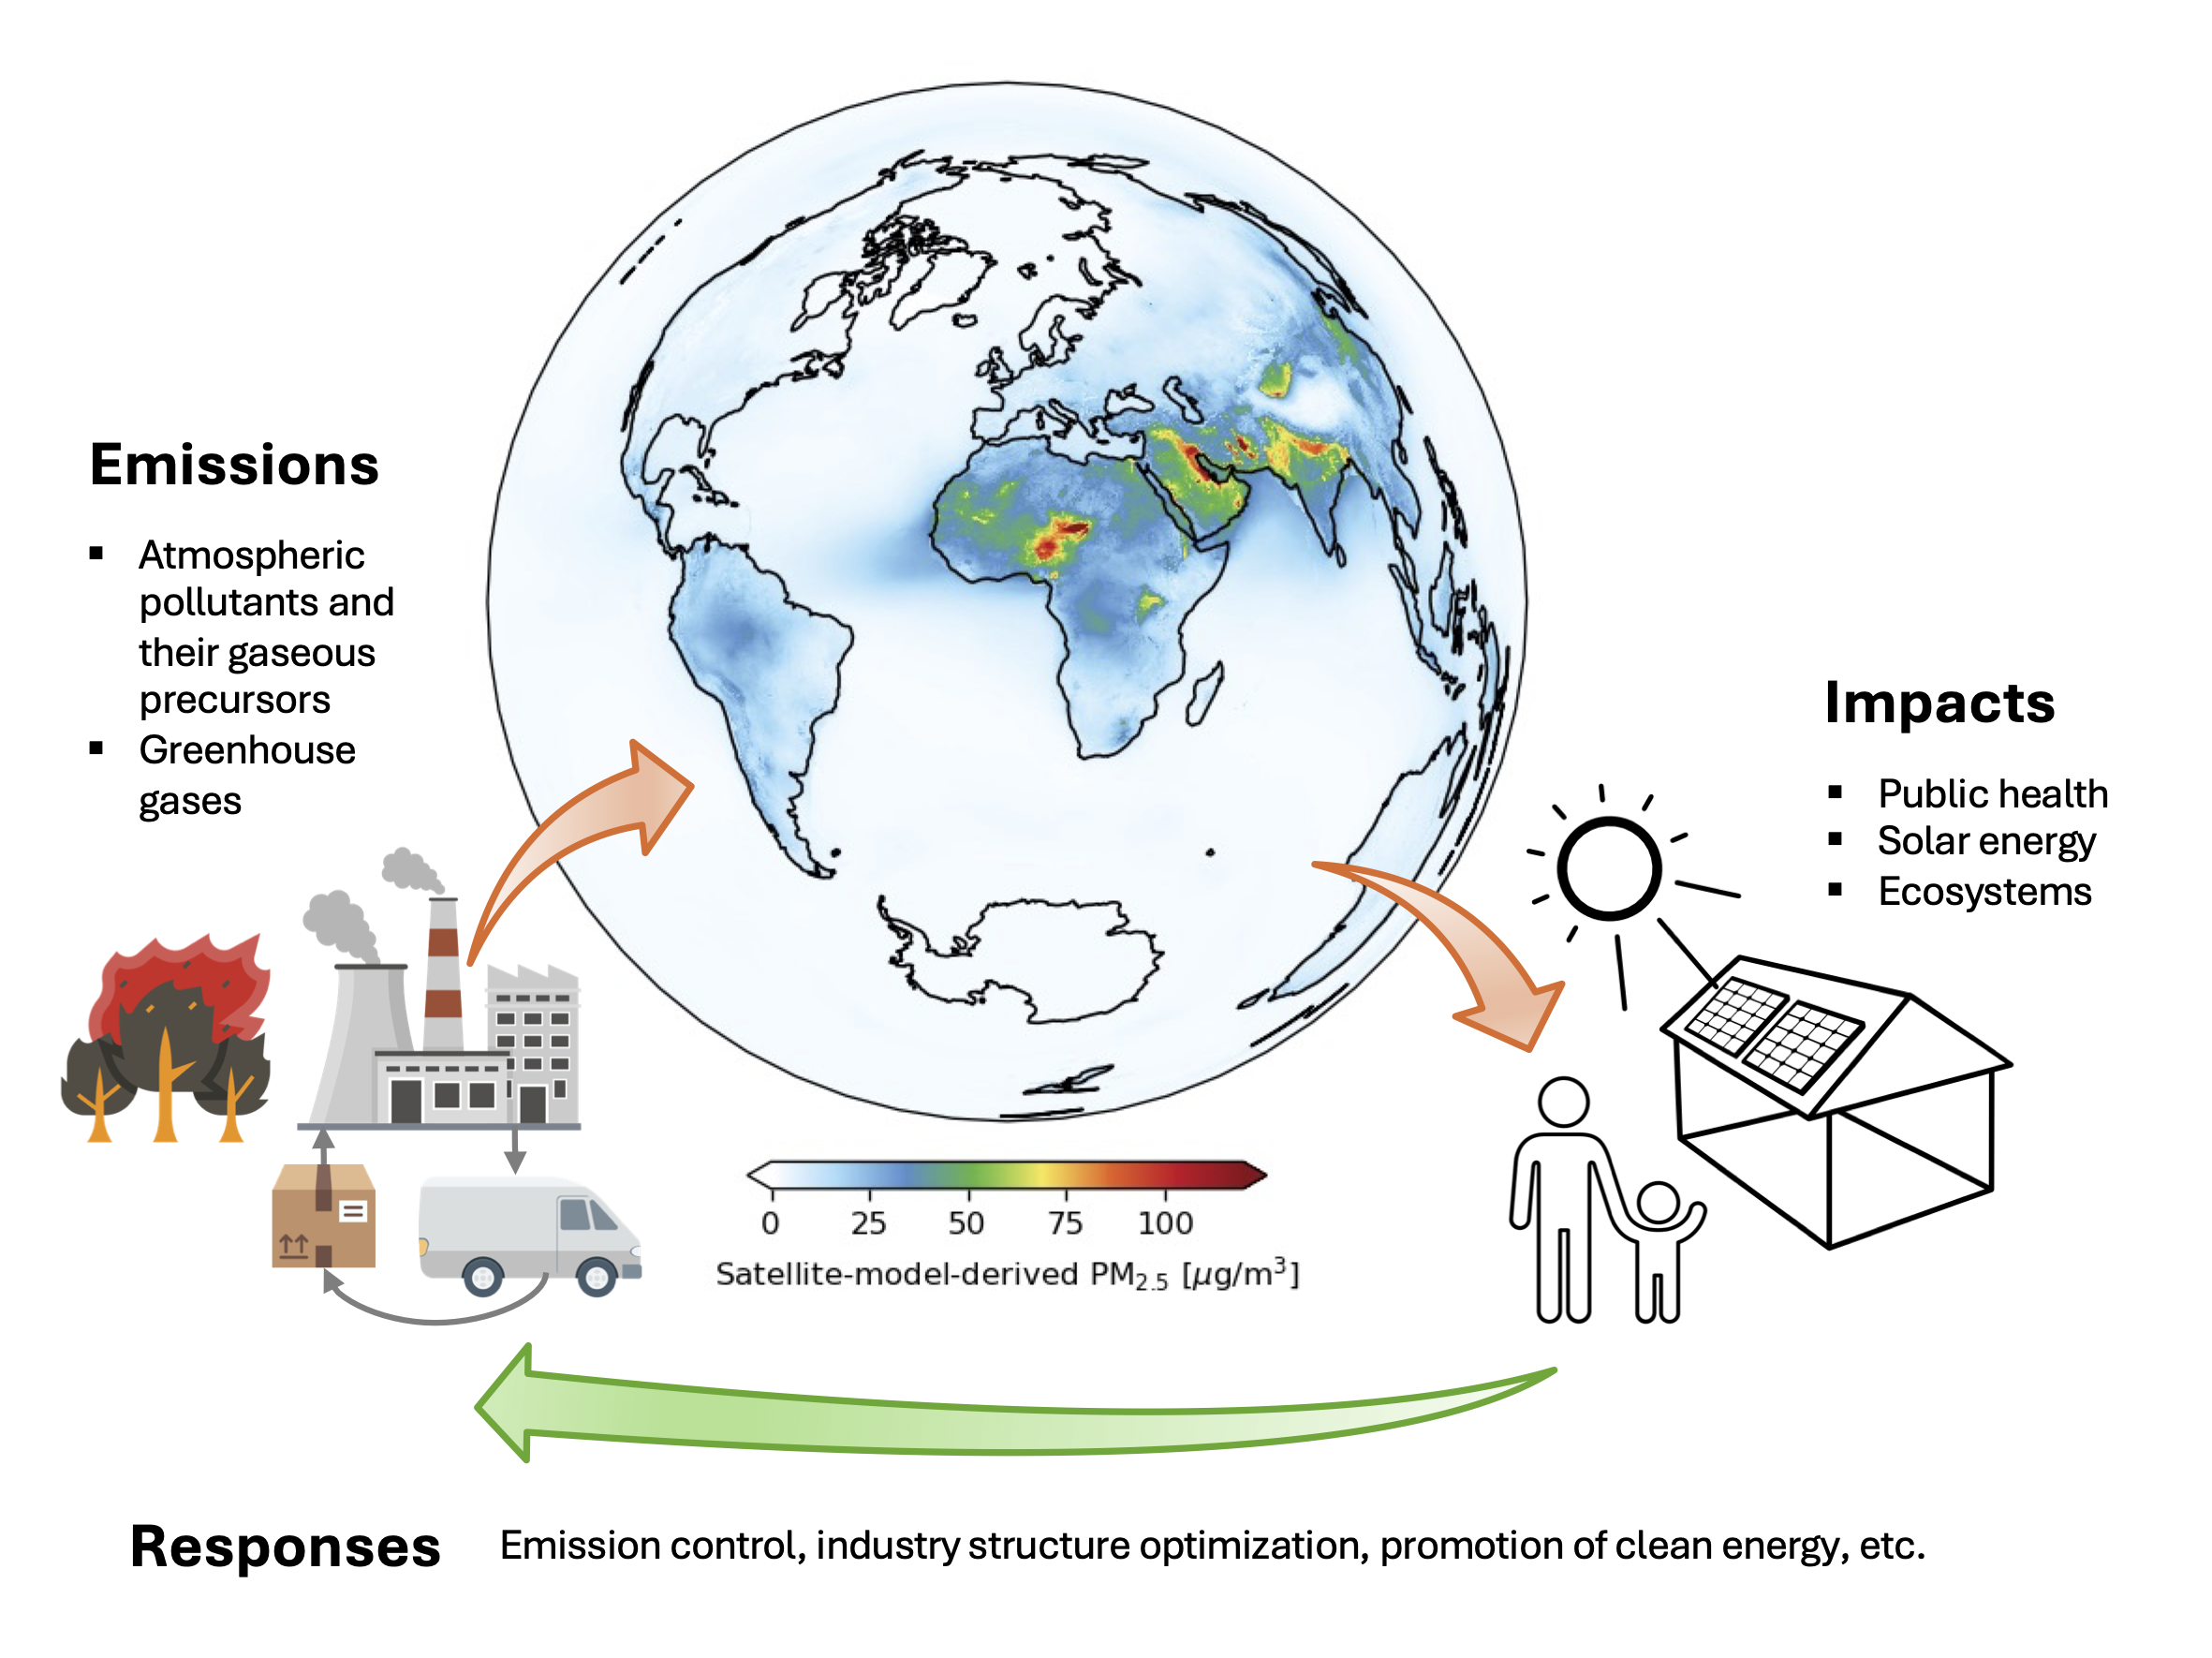 Emissions
▪ Atmospheric
pollutants and
their gaseous
precursors
▪ Greenhouse
gases
Impacts
▪ Public health
▪ Solar energy
▪ Ecosystems
0 25 50 75 100
Satellite-model-derived PM₂.₅ [μg/m³]
Responses Emission control, industry structure optimization, promotion of clean energy, etc.